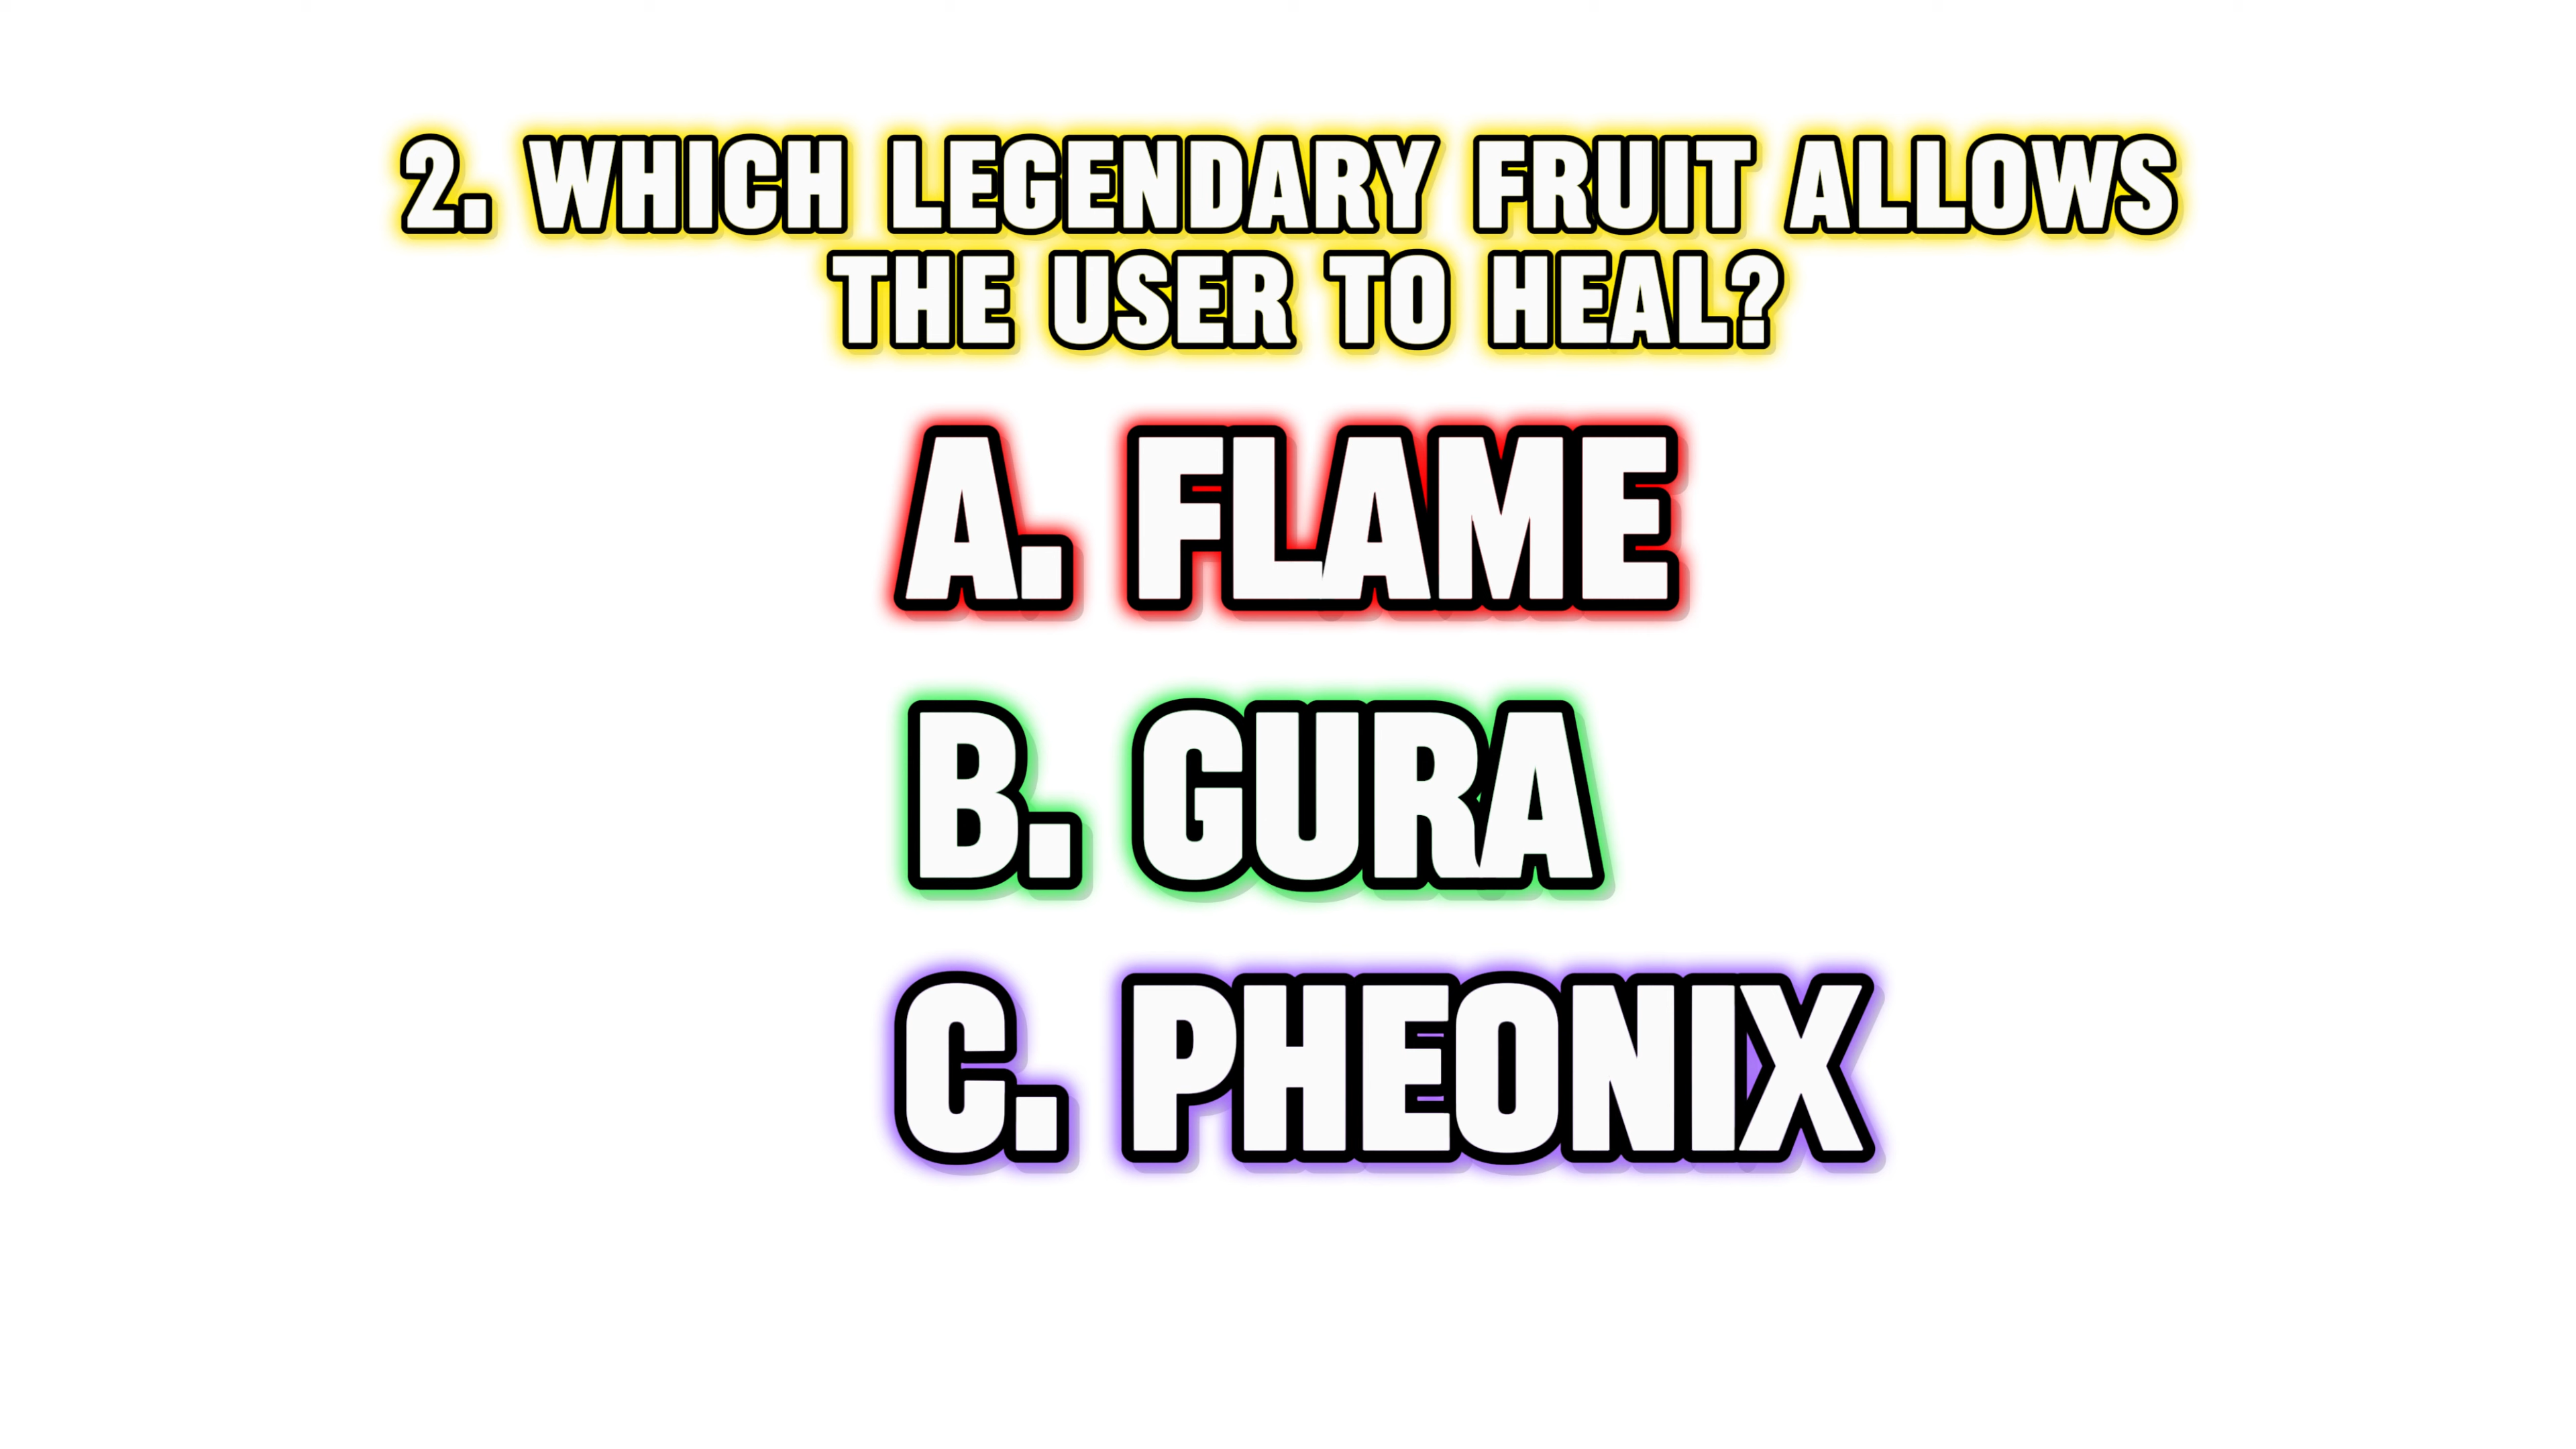 2. WHICH LEGENDARY FRUIT ALLOWS
THE USER TO HEAL?
A. FLAME
B. GURA
C. PHEONIX